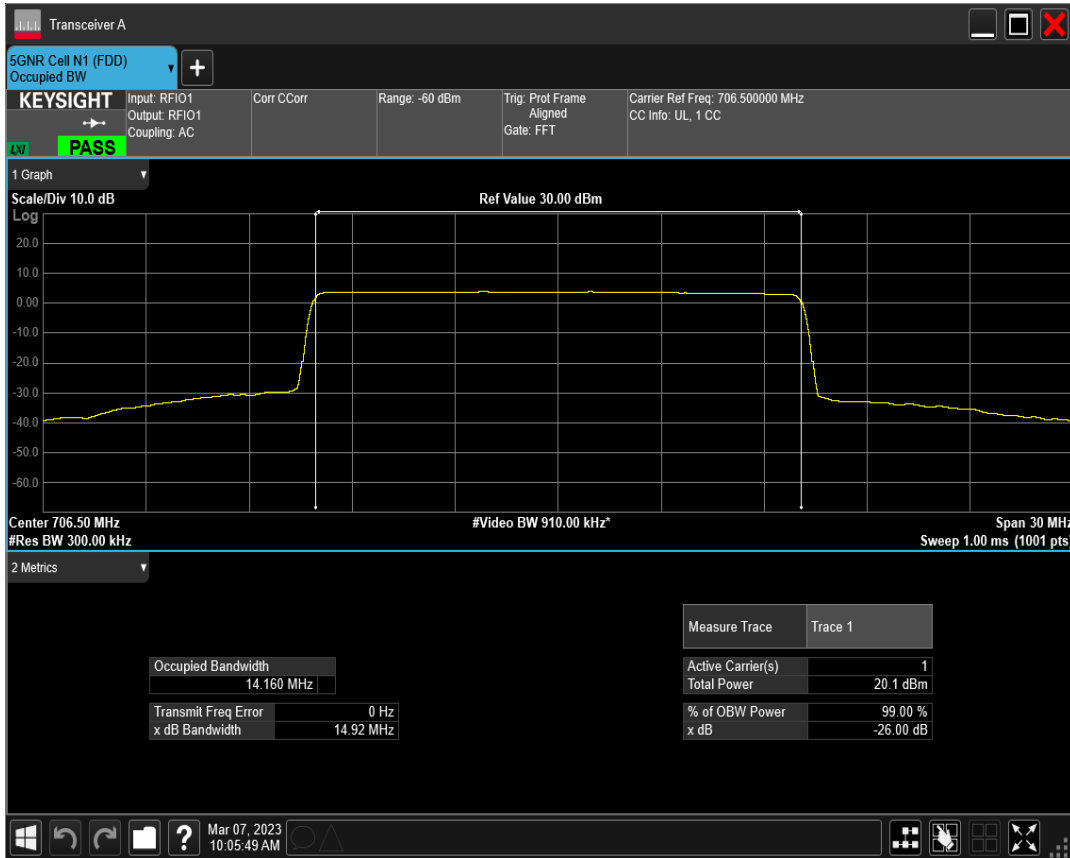 Transceiver A
5GNR Cell N1 (FDD)
Occupied BW
KEYSIGHT
LXI
PASS
Input: RFIO1
Output: RFIO1
Coupling: AC
Corr CCorr
Range: -60 dBm
Trig: Prot Frame
Aligned
Gate: FFT
Carrier Ref Freq: 706.500000 MHz
CC Info: UL, 1 CC
1 Graph
Scale/Div 10.0 dB
Ref Value 30.00 dBm
Log
20.0
10.0
0.00
-10.0
-20.0
-30.0
-40.0
-50.0
-60.0
Center 706.50 MHz
#Video BW 910.00 kHz*
Span 30 MHz
#Res BW 300.00 kHz
Sweep 1.00 ms (1001 pts)
2 Metrics
Measure Trace Trace 1
Occupied Bandwidth
14.160 MHz
Transmit Freq Error 0 Hz
x dB Bandwidth 14.92 MHz
Active Carrier(s) 1
Total Power 20.1 dBm
% of OBW Power 99.00 %
x dB -26.00 dB
Mar 07, 2023
10:05:49 AM